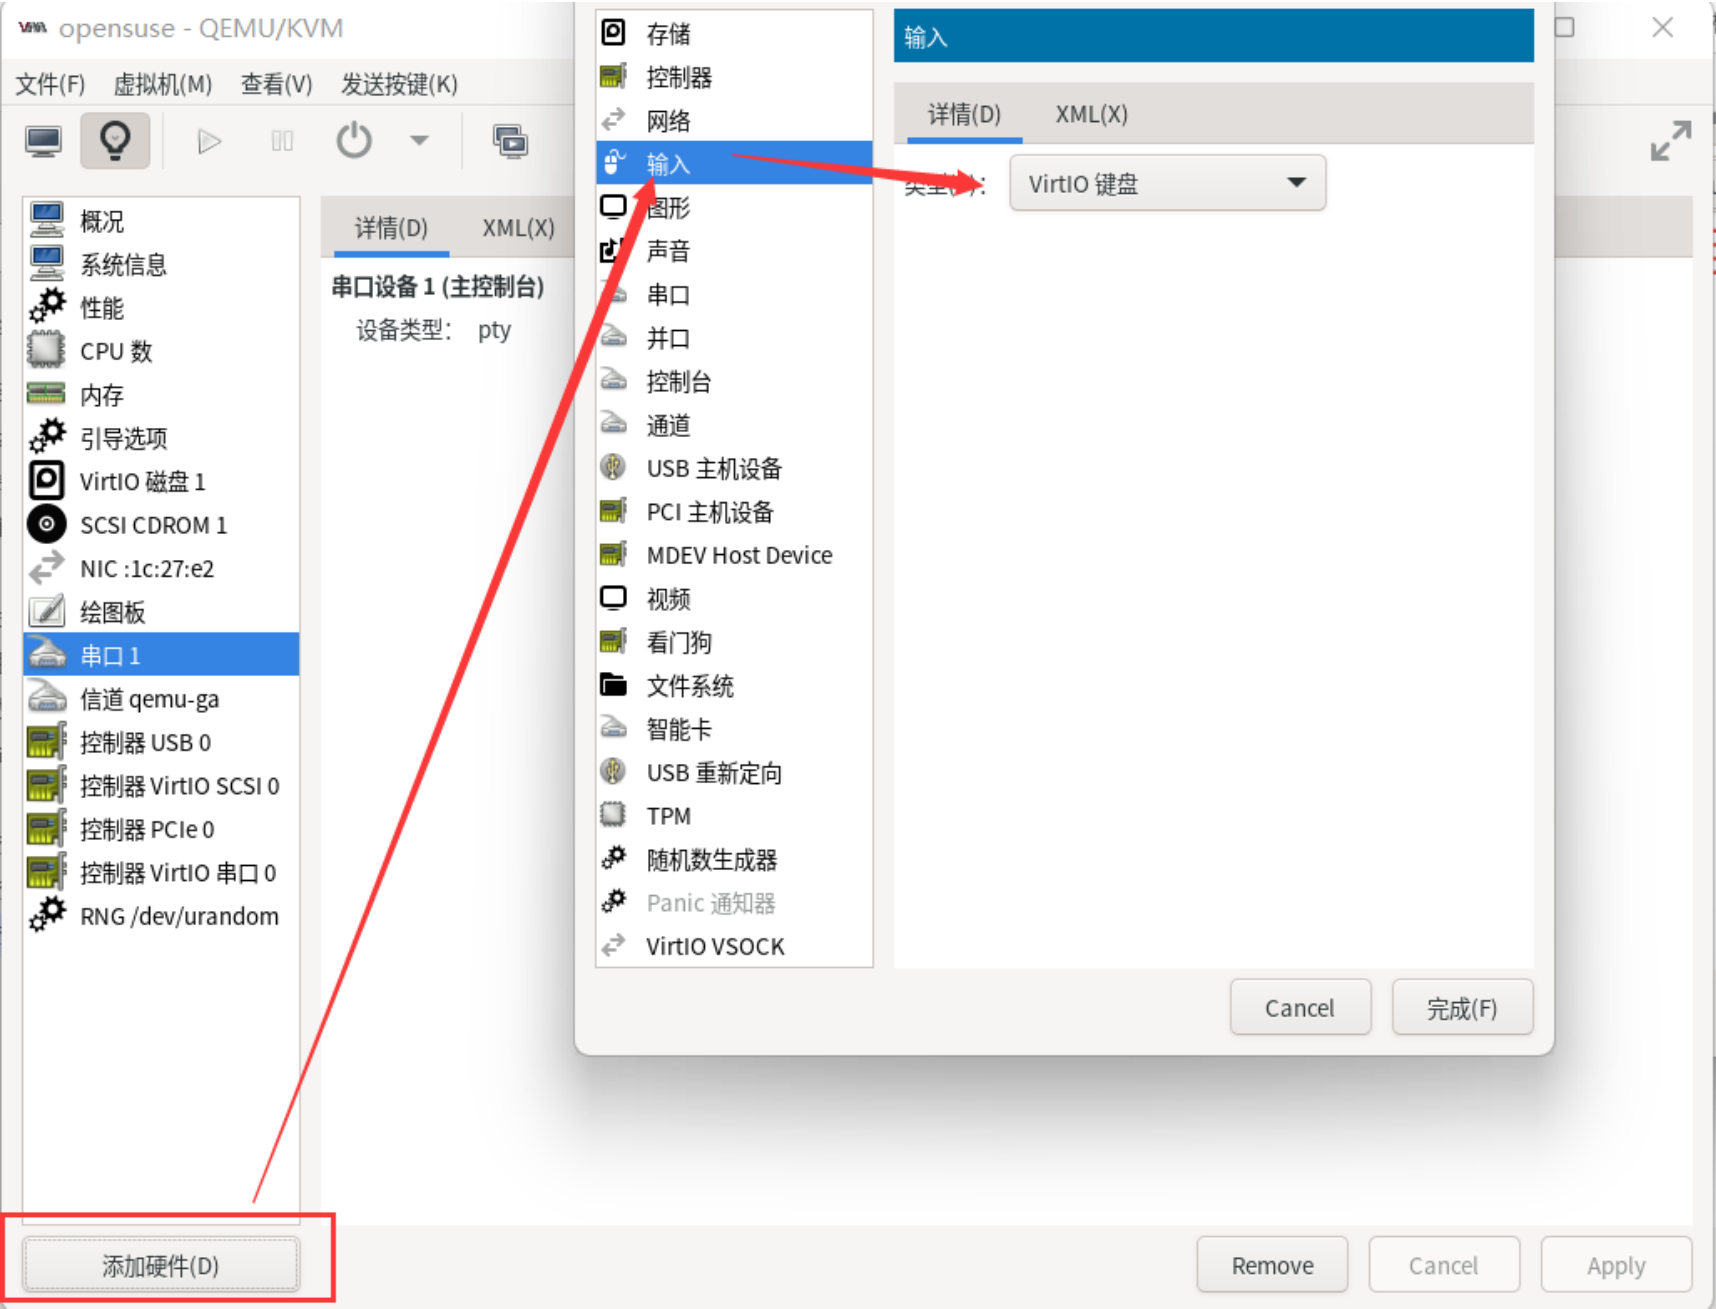 opensuse - QEMU/KVM
文件(F) 虚拟机(M) 查看(V) 发送按键(K)
概况
系统信息
性能
CPU 数
内存
引导选项
VirtIO 磁盘 1
SCSI CDROM 1
NIC :1c:27:e2
绘图板
串口 1
信道 qemu-ga
控制器 USB 0
控制器 VirtIO SCSI 0
控制器 PCIe 0
控制器 VirtIO 串口 0
RNG /dev/urandom
添加硬件(D)
详情(D) XML(X)
串口设备 1 (主控制台)
设备类型： pty
存储
控制器
网络
输入
图形
声音
串口
并口
控制台
通道
USB 主机设备
PCI 主机设备
MDEV Host Device
视频
看门狗
文件系统
智能卡
USB 重新定向
TPM
随机数生成器
Panic 通知器
VirtIO VSOCK
输入
详情(D) XML(X)
VirtIO 键盘
Cancel 完成(F)
Remove Cancel Apply